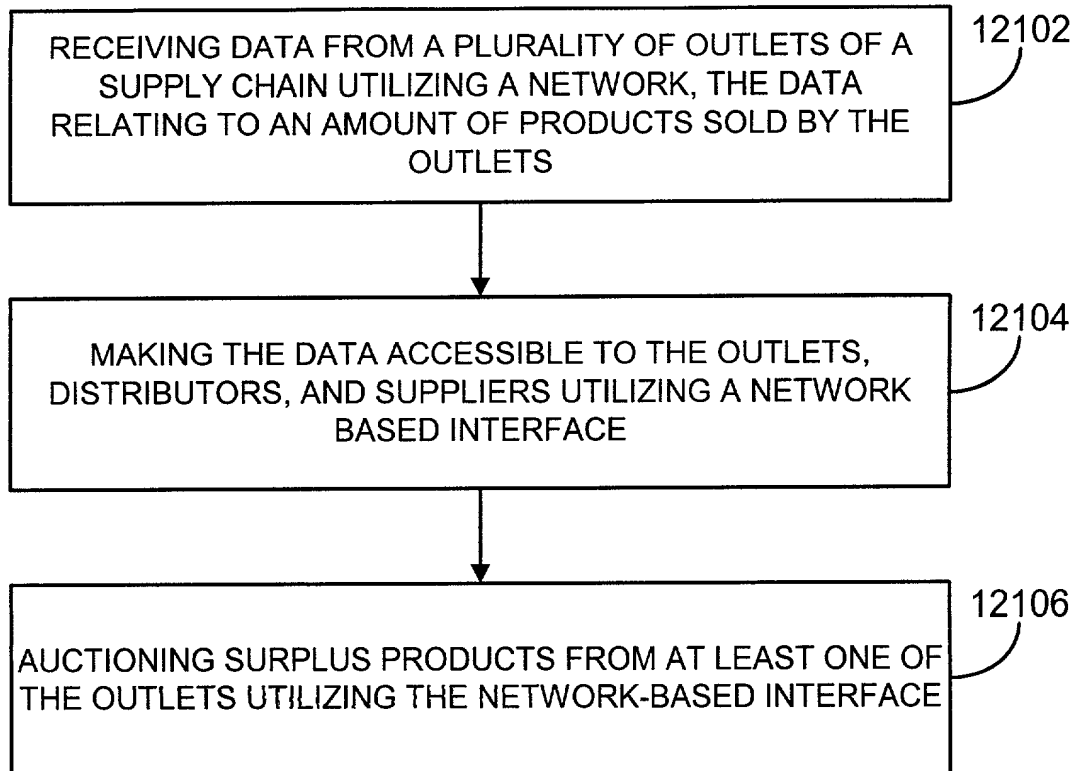 RECEIVING DATA FROM A PLURALITY OF OUTLETS OF A
SUPPLY CHAIN UTILIZING A NETWORK, THE DATA
RELATING TO AN AMOUNT OF PRODUCTS SOLD BY THE
OUTLETS
12102
MAKING THE DATA ACCESSIBLE TO THE OUTLETS,
DISTRIBUTORS, AND SUPPLIERS UTILIZING A NETWORK
BASED INTERFACE
12104
AUCTIONING SURPLUS PRODUCTS FROM AT LEAST ONE OF
THE OUTLETS UTILIZING THE NETWORK-BASED INTERFACE
12106